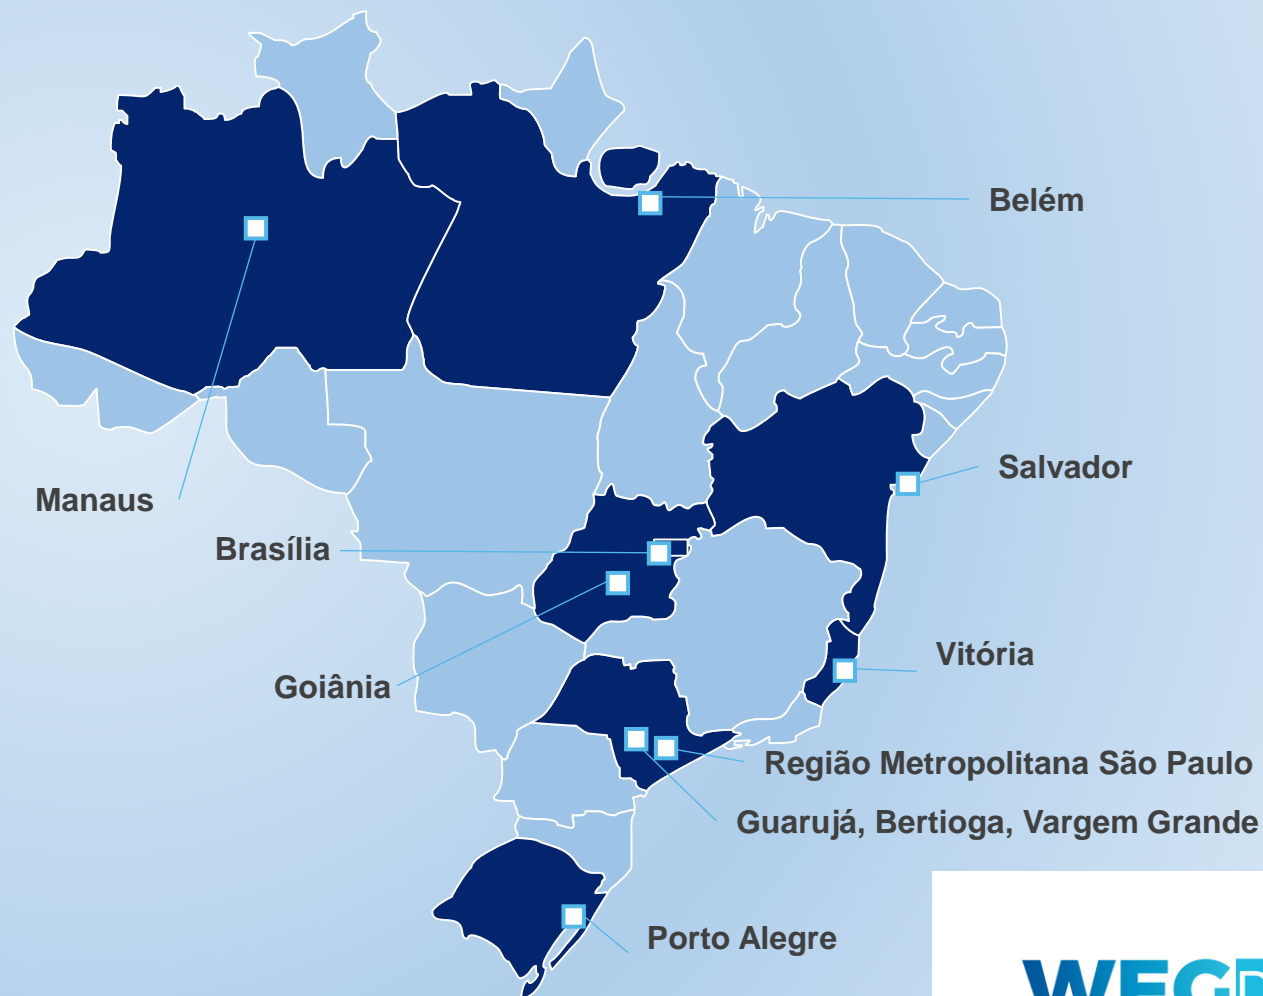 Belém
Salvador
Manaus
Brasília
Vitória
Goiânia
Região Metropolitana São Paulo
Guarujá, Bertioga, Vargem Grande
Porto Alegre